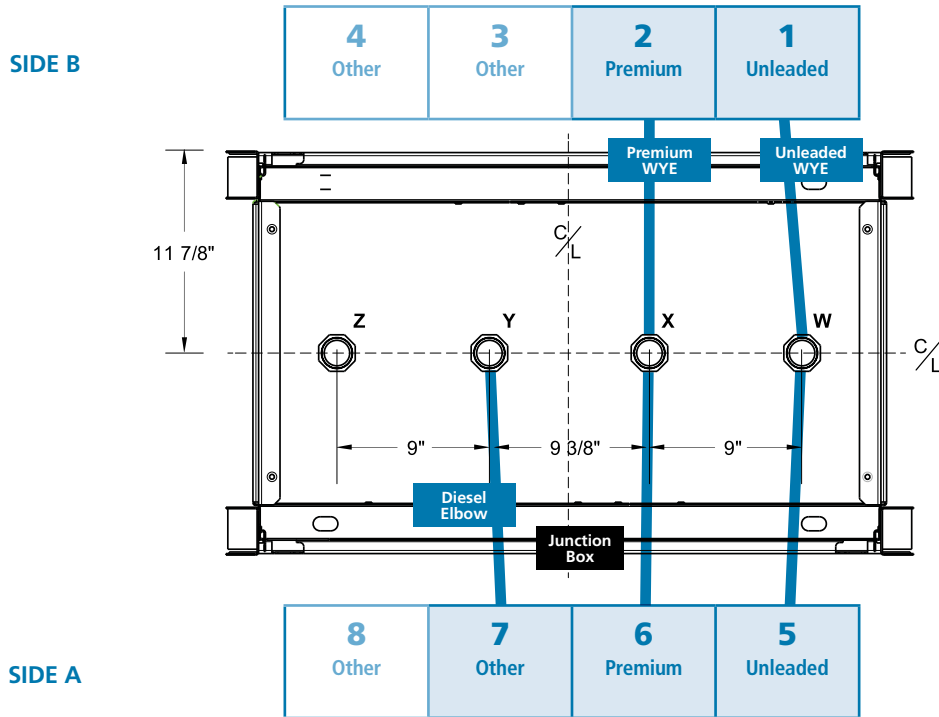 SIDE B
4
Other
3
Other
2
Premium
1
Unleaded
Premium
WYE
Unleaded
WYE
11 7/8"
C/L
Z
Y
X
W
C/L
9"
9 3/8"
9"
Diesel
Elbow
Junction
Box
SIDE A
8
Other
7
Other
6
Premium
5
Unleaded